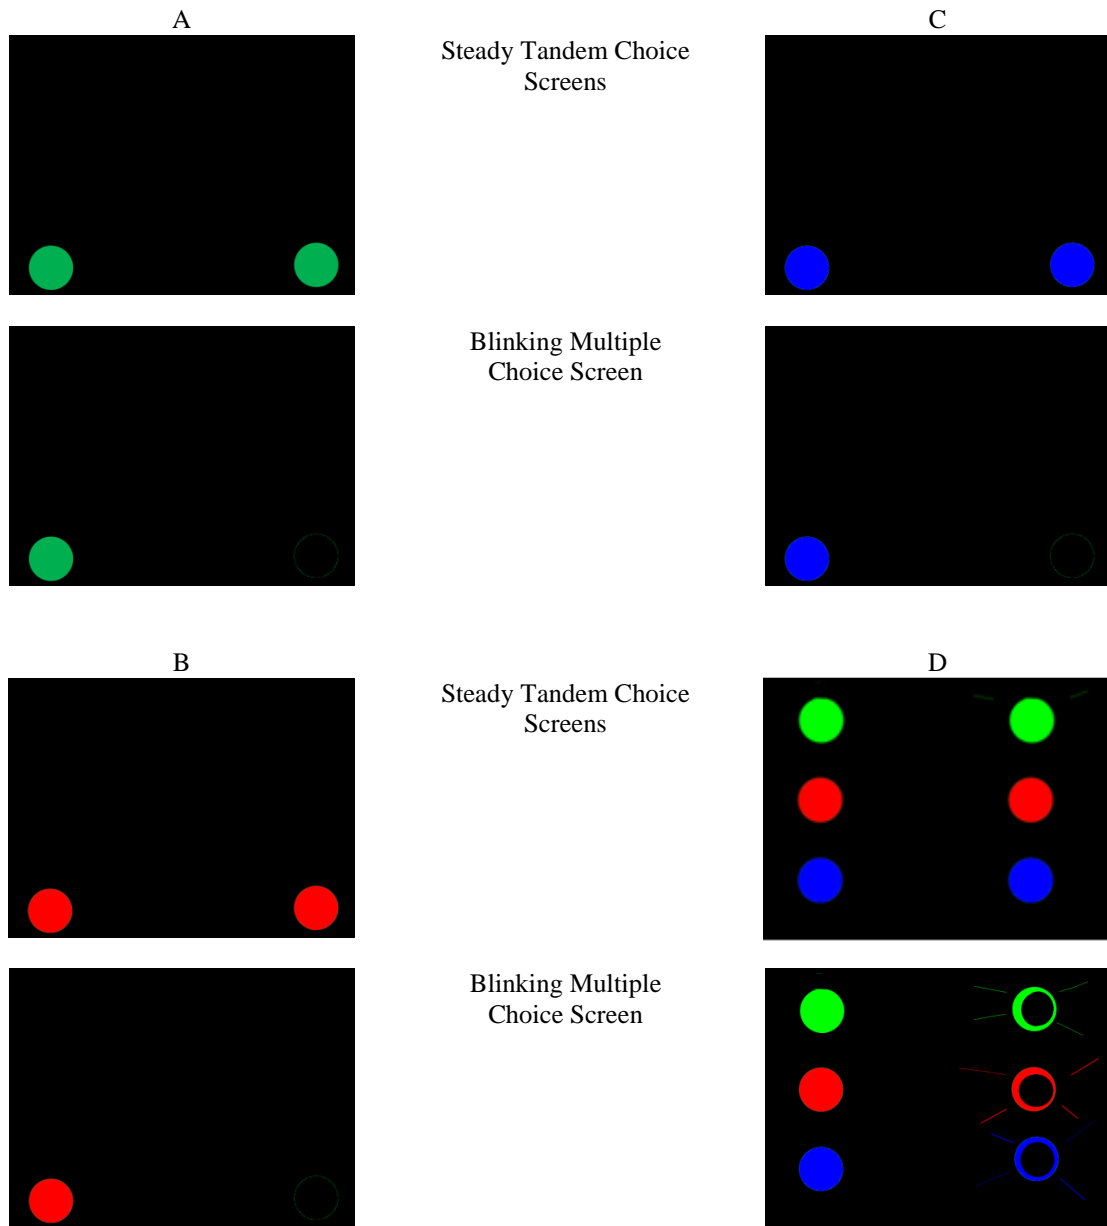 A
C
Steady Tandem Choice
Screens
Blinking Multiple
Choice Screen
B
D
Steady Tandem Choice
Screens
Blinking Multiple
Choice Screen